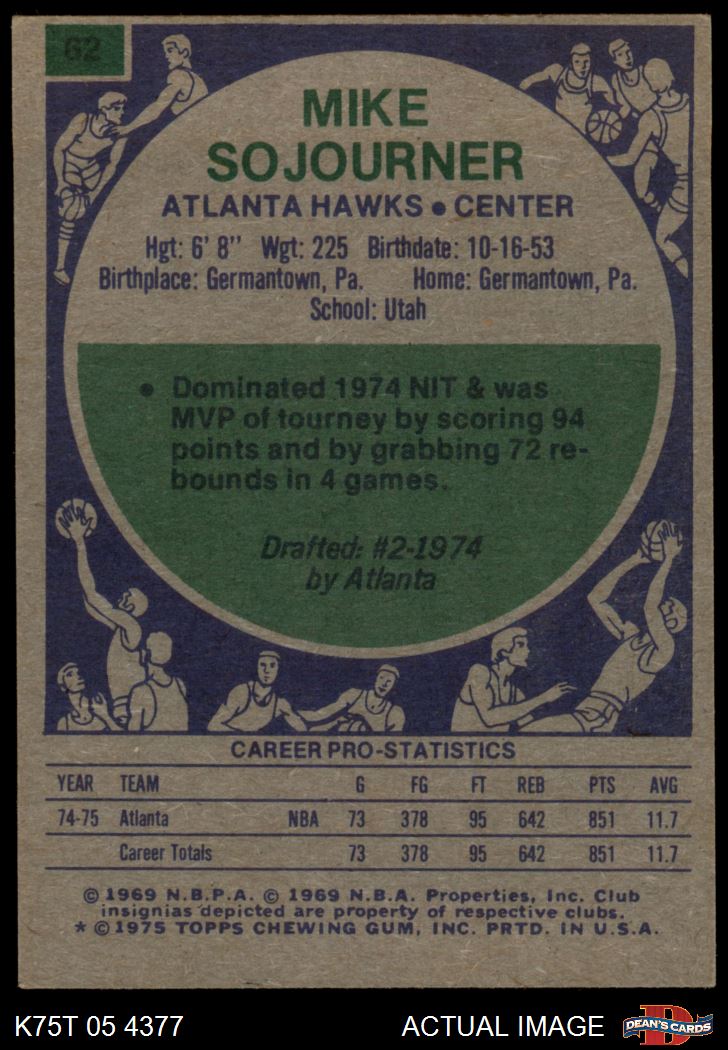 62
MIKE
SOJOURNER
ATLANTA HAWKS • CENTER
Hgt: 6' 8" Wgt: 225 Birthdate: 10-16-53
Birthplace: Germantown, Pa. Home: Germantown, Pa.
School: Utah
• Dominated 1974 NIT & was
MVP of tourney by scoring 94
points and by grabbing 72 re-
bounds in 4 games.
Drafted: #2-1974
by Atlanta
CAREER PRO-STATISTICS
YEAR TEAM G FG FT REB PTS AVG
74-75 Atlanta NBA 73 378 95 642 851 11.7
Career Totals 73 378 95 642 851 11.7
© 1969 N.B.P.A. © 1969 N.B.A. Properties, Inc. Club
insignias depicted are property of respective clubs.
* © 1975 TOPPS CHEWING GUM, INC. PRTD. IN U.S.A.
K75T 05 4377 ACTUAL IMAGE
D
DEAN'S CARDS